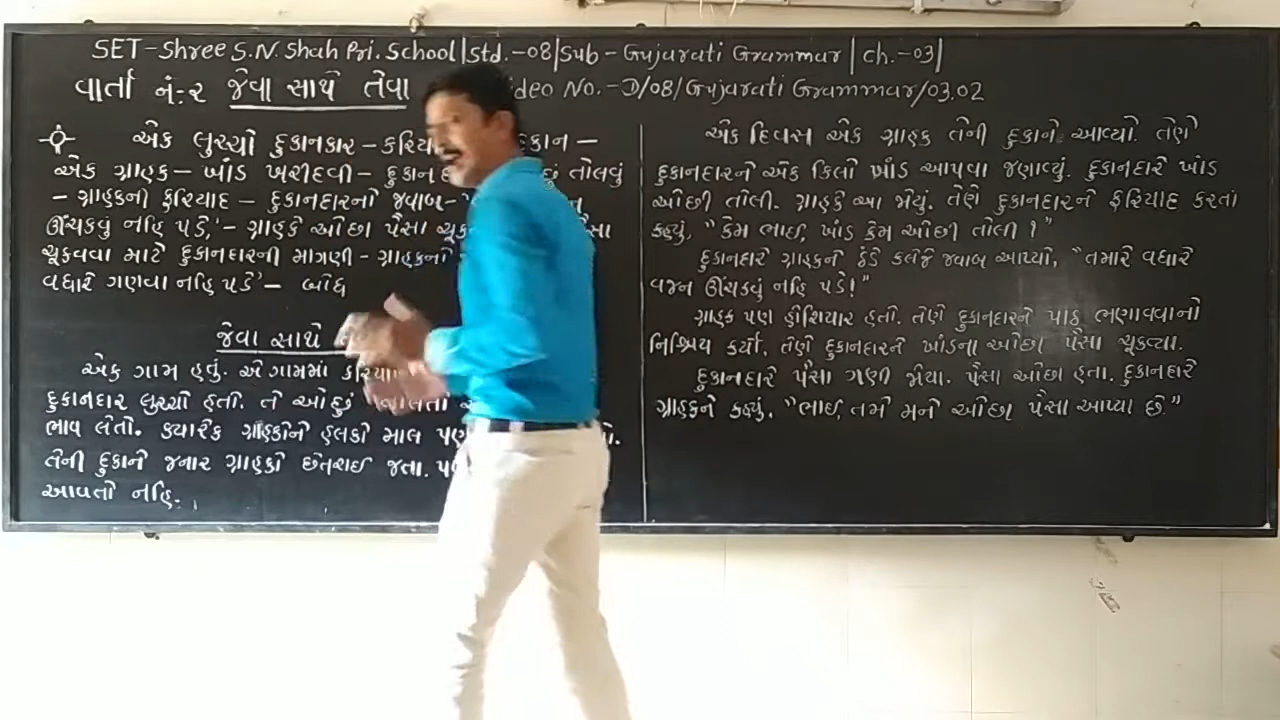 SET-Shree S.N. Shah Pri. School|Std.-08|Sub - Gujarati Grammar | Ch.-03|
વાર્તા નં:-૨ જેવા સાથે તેવા
ideo No.-D/08/Gujarati Grammar/03.02
એક લુચ્ચો દુકાનદાર - કરિયા કાન -
એક ગ્રાહક - ખાંડ ખરીદવી - દુકાનદા છું તોલવું
- ગ્રાહકની ફરિયાદ - દુકાનદારનો જવાબ-
ઊંચકવું નહિ પડે,' - ગ્રાહકે ઓછા પૈસા ચૂક સા
ચૂકવવા માટે દુકાનદારની માગણી - ગ્રાહકનો
વધારે ગણવા નહિ પડે' - બોધ
જેવા સાથે
એક ગામ હતું. એ ગામમાં કરિયા
દુકાનદાર લુચ્ચો હતો. તે ઓછું
ભાવ લેતો. ક્યારેક ગ્રાહકોને હલકો માલ પણ
તેની દુકાને જનાર ગ્રાહકો છેતરાઈ જતા. પ
આવતો નહિ.
એક દિવસ એક ગ્રાહક તેની દુકાને આવ્યો. તેણે
દુકાનદારને એક કિલો ખાંડ આપવા જણાવ્યું. દુકાનદારે ખાંડ
ઓછી તોલી. ગ્રાહકે આ જોયું. તેણે દુકાનદારને ફરિયાદ કરતા
કહ્યું, "કેમ ભાઈ, ખાંડ કેમ ઓછી તોલી ?"
દુકાનદારે ગ્રાહકને ઠંડે કલેજે જવાબ આપ્યો, "તમારે વધારે
વજન ઊંચકવું નહિ પડે!"
ગ્રાહક પણ હોશિયાર હતો. તેણે દુકાનદારને પાઠ ભણાવવાનો
નિશ્ચિય કર્યો. તેણે દુકાનદારને ખાંડના ઓછા પૈસા ચૂકવ્યા.
દુકાનદારે પૈસા ગણી જોયા. પૈસા ઓછા હતા. દુકાનદારે
ગ્રાહકને કહ્યું, "ભાઈ, તમે મને ઓછા પૈસા આપ્યા છે."